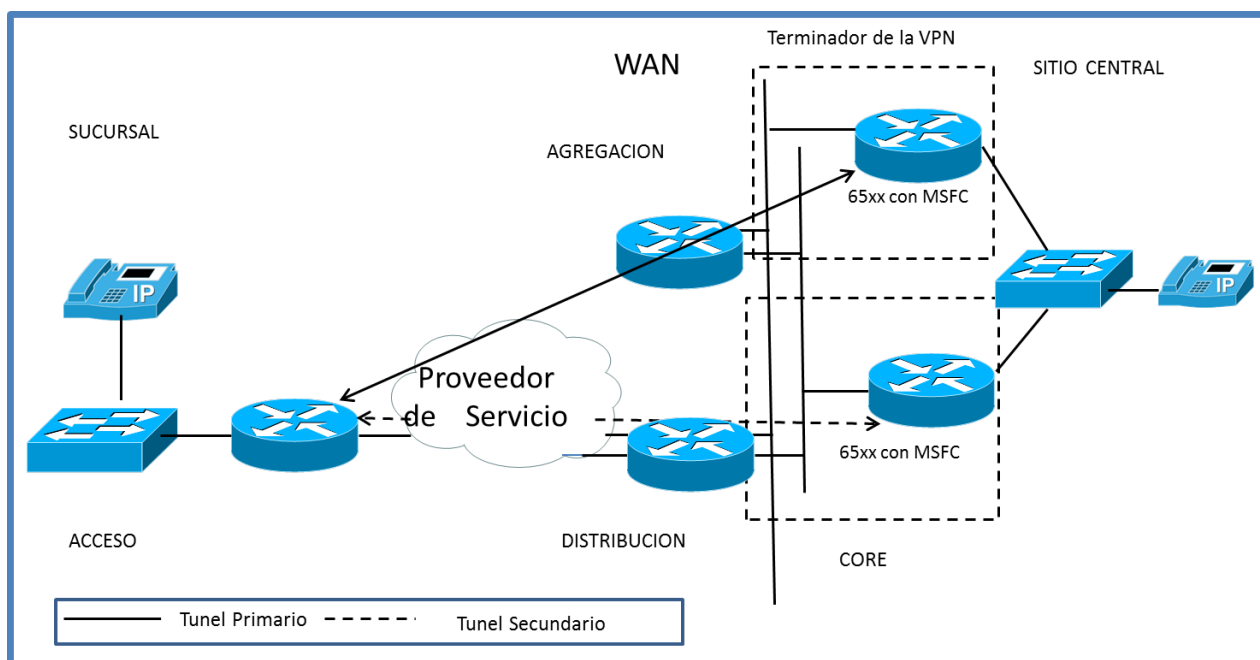 Terminador de la VPN
WAN
SITIO CENTRAL
SUCURSAL
AGREGACION
65xx con MSFC
IP
IP
Proveedor
de Servicio
65xx con MSFC
ACCESO
DISTRIBUCION
CORE
Tunel Primario
Tunel Secundario